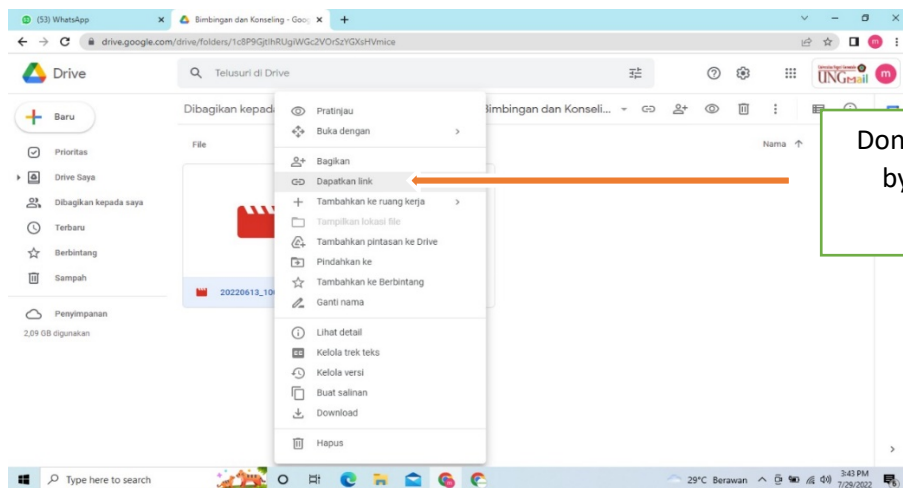 (53) WhatsApp
Bimbingan dan Konseling - Goog
drive.google.com/drive/folders/1c8P9GjtlhRUgiWGc2VOrSzYGXsHVmice
Drive
Telusuri di Drive
UNGmail
m
Baru
Dibagikan kepad
Bimbingan dan Konseli...
File
Nama
Prioritas
Drive Saya
Dibagikan kepada saya
Terbaru
Berbintang
Sampah
Penyimpanan
2,09 GB digunakan
20220613_10
Pratinjau
Buka dengan
Bagikan
Dapatkan link
Tambahkan ke ruang kerja
Tampilkan lokasi file
Tambahkan pintasan ke Drive
Pindahkan ke
Tambahkan ke Berbintang
Ganti nama
Lihat detail
Kelola trek teks
Kelola versi
Buat salinan
Download
Hapus
Don
by
Type here to search
29°C Berawan
3:43 PM
7/29/2022